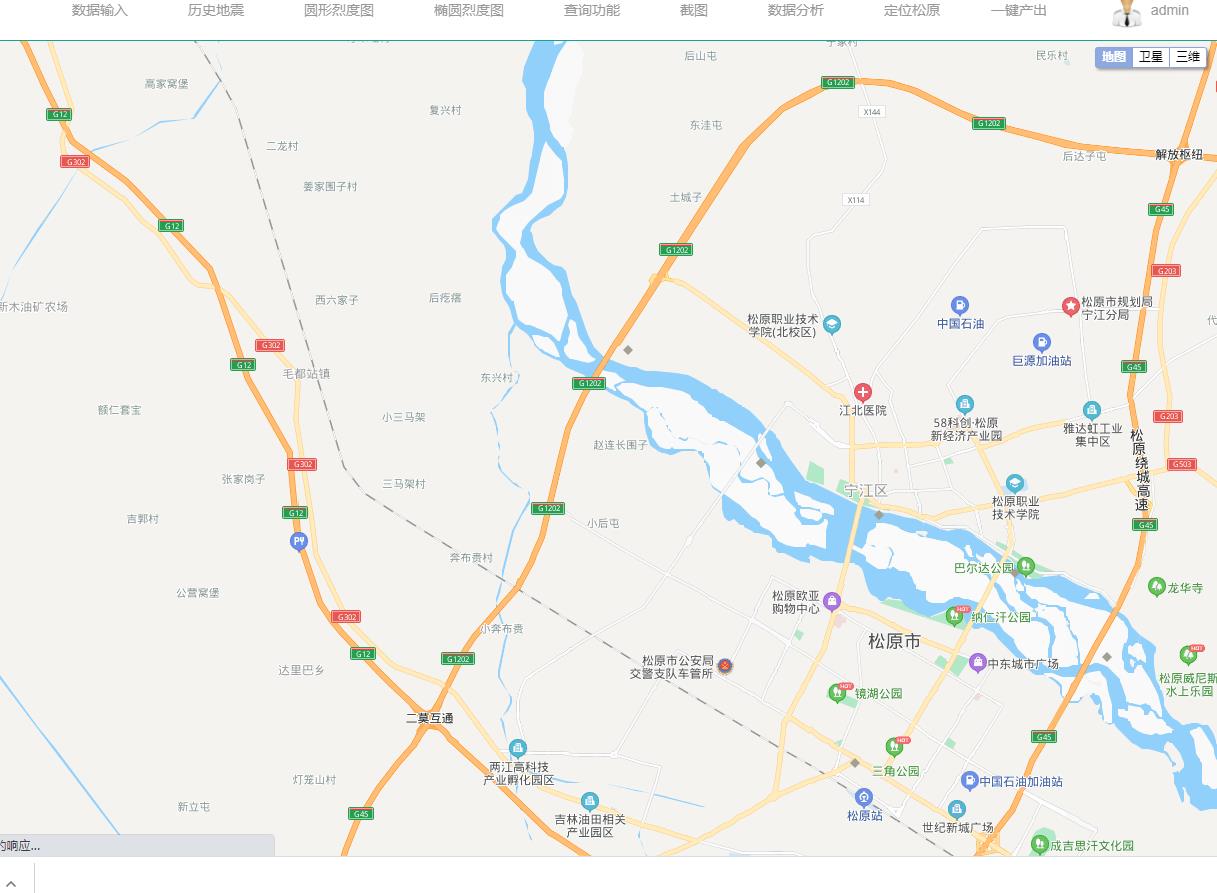 数据输入 历史地震 圆形烈度图 椭圆烈度图 查询功能 截图 数据分析 定位松原 一键产出 admin
地图 卫星 三维
后山屯
民乐村
高家窝堡
G1202
复兴村
X144
G12
东洼屯
G1202
二龙村
G302
后达子屯
解放枢纽
姜家围子村
土城子
X114
G45
G12
G1202
G203
西六家子
后疙瘩
新木油矿农场
中国石油
松原市规划局
宁江分局
代
松原职业技术
学院(北校区)
G302
巨源加油站
G12
毛都站镇
G45
东兴村
G1202
额仁套宝
小三马架
赵连长围子
江北医院
58科创·松原
新经济产业园
雅达虹工业
集中区
G203
松原绕城高速
G302
G503
张家岗子
三马架村
宁江区
松原职业
技术学院
G12
G1202
吉郭村
小后屯
G45
奔布贵村
巴尔达公园
公营窝堡
龙华寺
松原欧亚
购物中心
HOT
纳仁汗公园
G302
小奔布贵
松原市
G12
G1202
松原市公安局
交警支队车管所
中东城市广场
HOT
松原威尼斯
水上乐园
达里巴乡
HOT
镜湖公园
二莫互通
G45
HOT
三角公园
两江高科技
产业孵化园区
灯笼山村
中国石油加油站
新立屯
G45
吉林油田相关
产业园区
松原站
世纪新城广场
成吉思汗文化园
的响应...